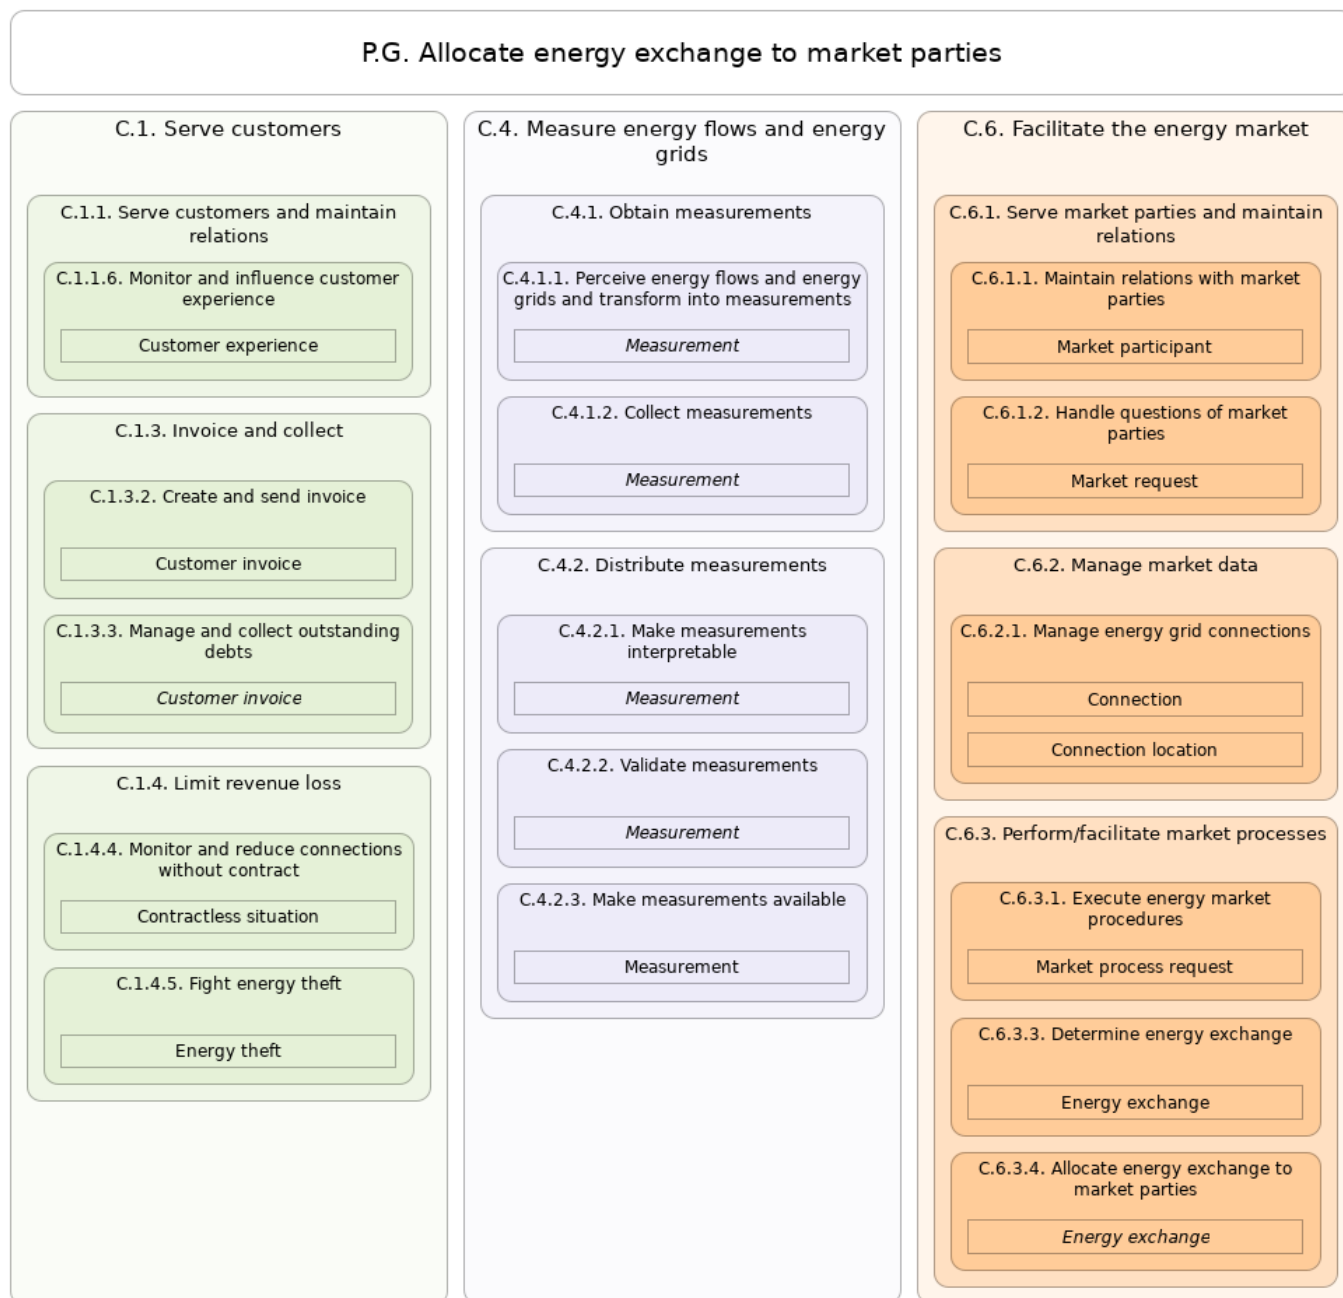 P.G. Allocate energy exchange to market parties
C.1. Serve customers
C.1.1. Serve customers and maintain
relations
C.1.1.6. Monitor and influence customer
experience
Customer experience
C.1.3. Invoice and collect
C.1.3.2. Create and send invoice
Customer invoice
C.1.3.3. Manage and collect outstanding
debts
Customer invoice
C.1.4. Limit revenue loss
C.1.4.4. Monitor and reduce connections
without contract
Contractless situation
C.1.4.5. Fight energy theft
Energy theft
C.4. Measure energy flows and energy
grids
C.4.1. Obtain measurements
C.4.1.1. Perceive energy flows and energy
grids and transform into measurements
Measurement
C.4.1.2. Collect measurements
Measurement
C.4.2. Distribute measurements
C.4.2.1. Make measurements
interpretable
Measurement
C.4.2.2. Validate measurements
Measurement
C.4.2.3. Make measurements available
Measurement
C.6. Facilitate the energy market
C.6.1. Serve market parties and maintain
relations
C.6.1.1. Maintain relations with market
parties
Market participant
C.6.1.2. Handle questions of market
parties
Market request
C.6.2. Manage market data
C.6.2.1. Manage energy grid connections
Connection
Connection location
C.6.3. Perform/facilitate market processes
C.6.3.1. Execute energy market
procedures
Market process request
C.6.3.3. Determine energy exchange
Energy exchange
C.6.3.4. Allocate energy exchange to
market parties
Energy exchange